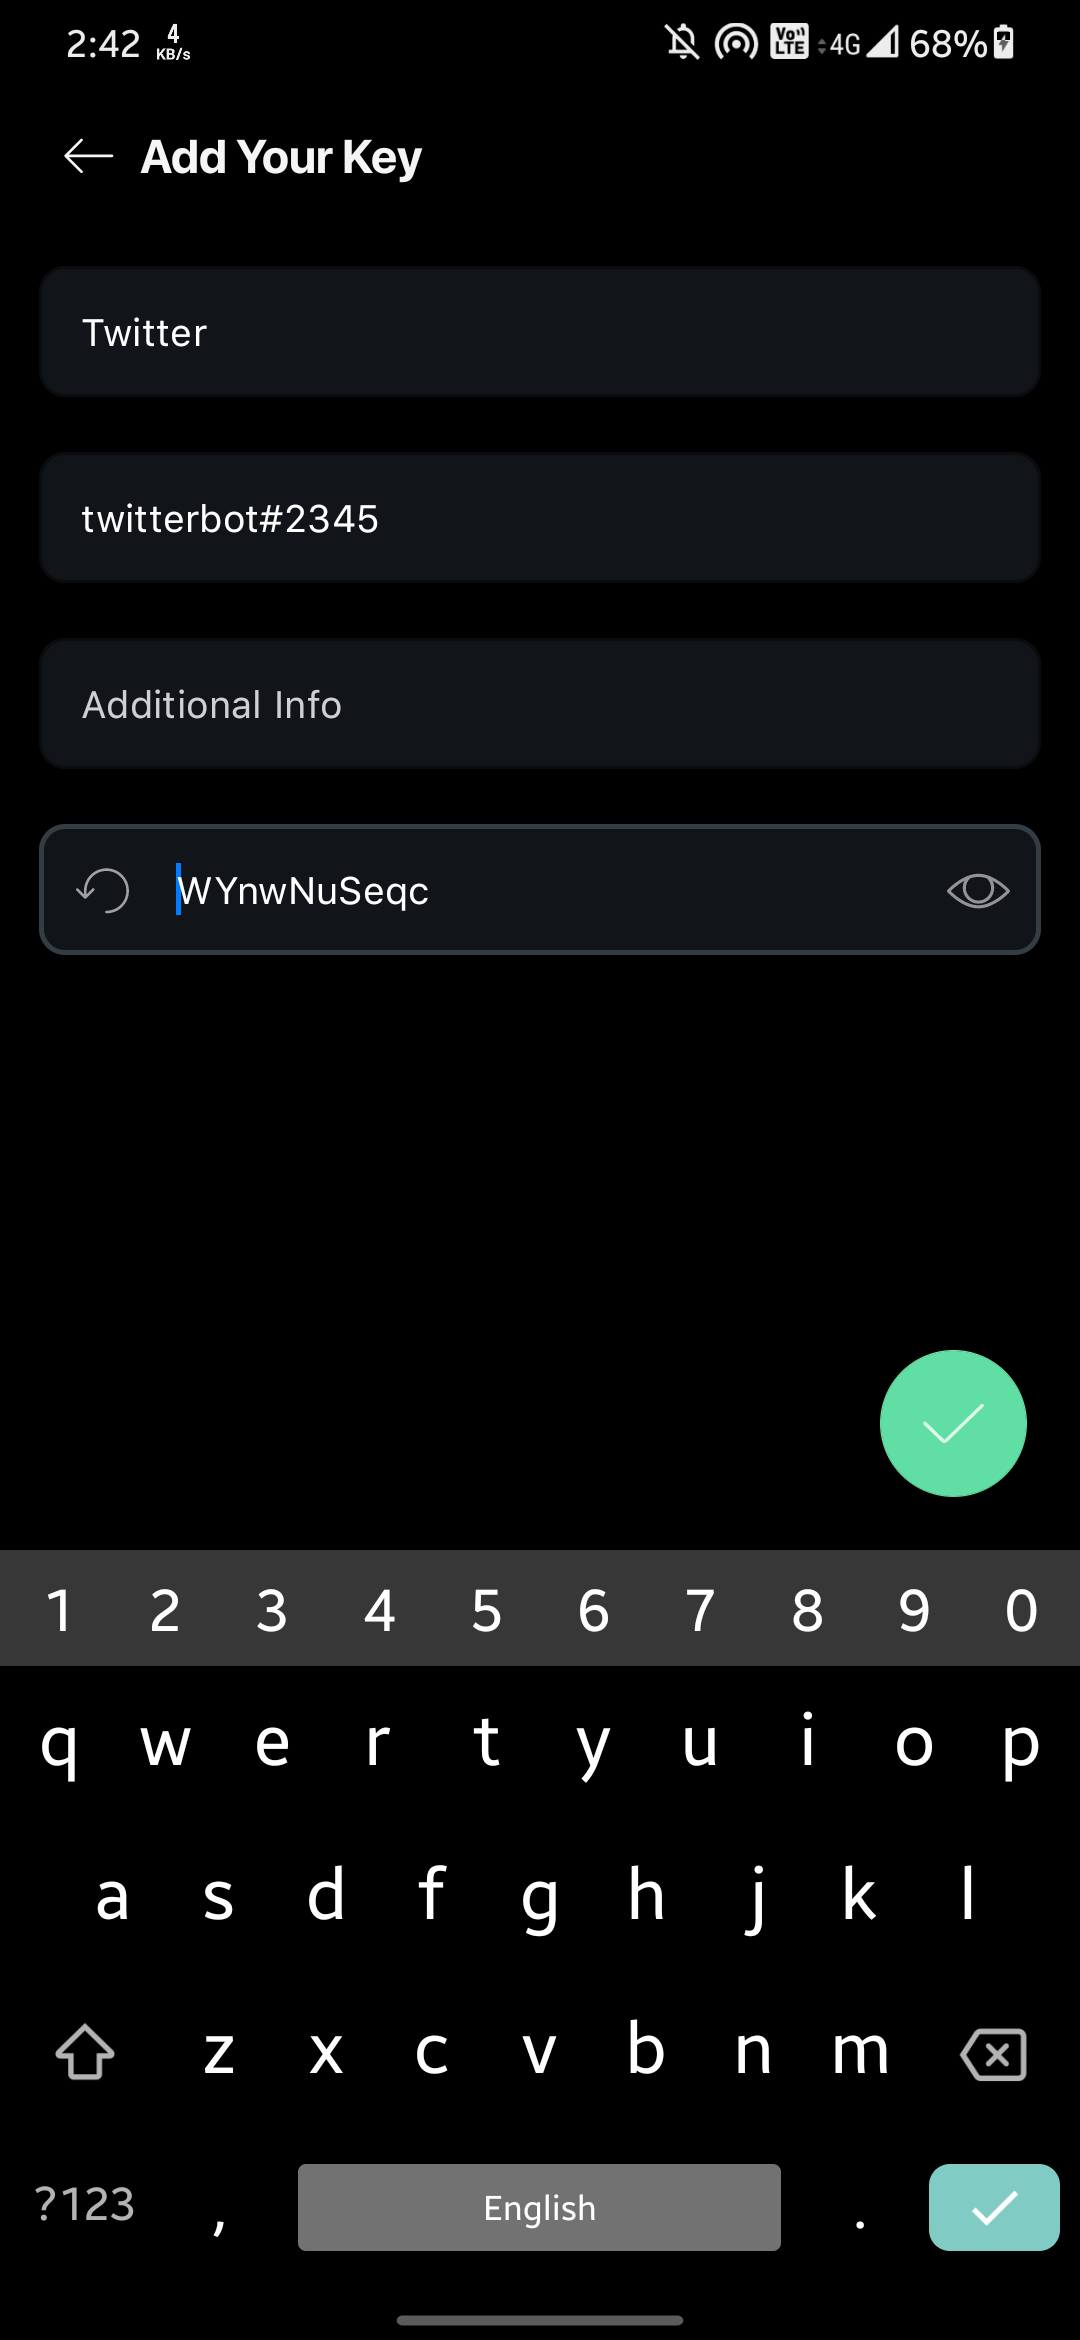 2:42 4 KB/s Vo)) LTE 4G 68%
Add Your Key
Twitter
twitterbot#2345
Additional Info
WYnwNuSeqc
1 2 3 4 5 6 7 8 9 0
q w e r t y u i o p
a s d f g h j k l
z x c v b n m
?123 , English .